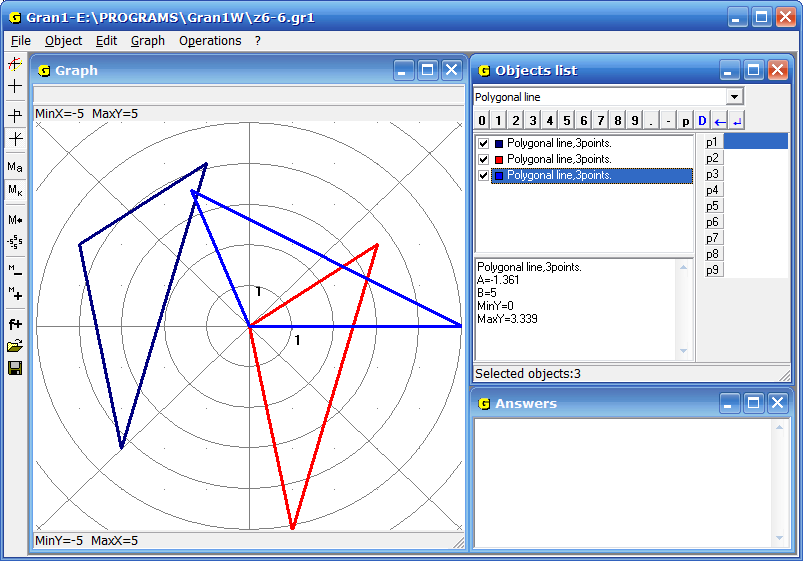 Gran1-E:\PROGRAMS\Gran1W\z6-6.gr1
File Object Edit Graph Operations ?
Graph
MinX=-5 MaxY=5
Mа
Mк
M*
-555
M-
M+
f+
1
1
MinY=-5 MaxX=5
Objects list
Polygonal line
0 1 2 3 4 5 6 7 8 9 . - p D ← ↵
Polygonal line,3points.
Polygonal line,3points.
Polygonal line,3points.
p1
p2
p3
p4
p5
p6
p7
p8
p9
Polygonal line,3points.
A=-1.361
B=5
MinY=0
MaxY=3.339
Selected objects:3
Answers